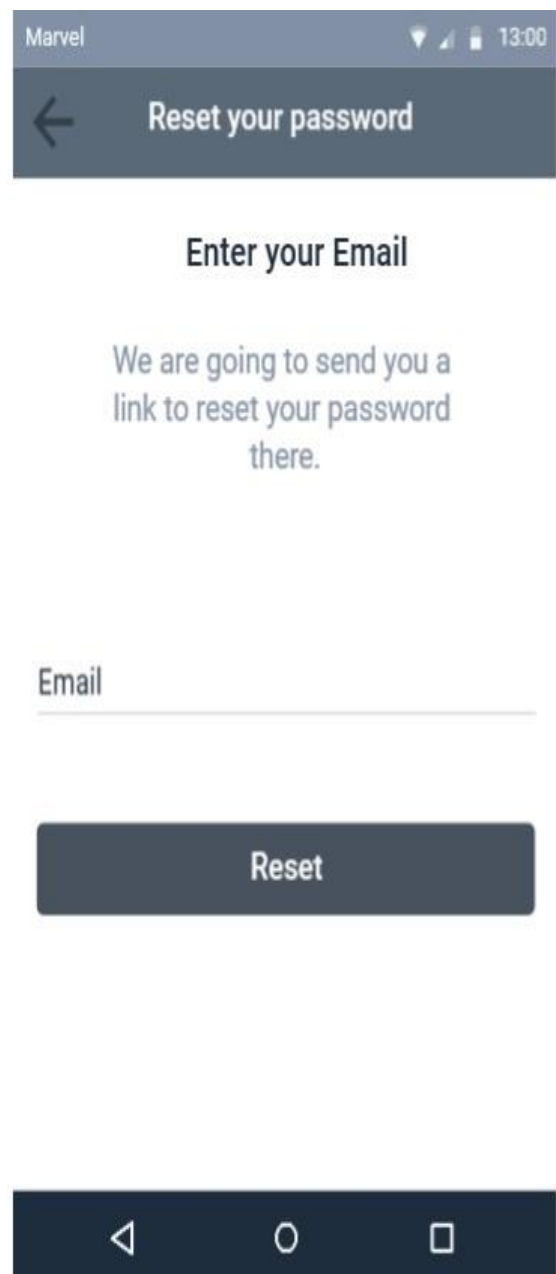 Marvel 13:00
Reset your password
Enter your Email
We are going to send you a
link to reset your password
there.
Email
Reset